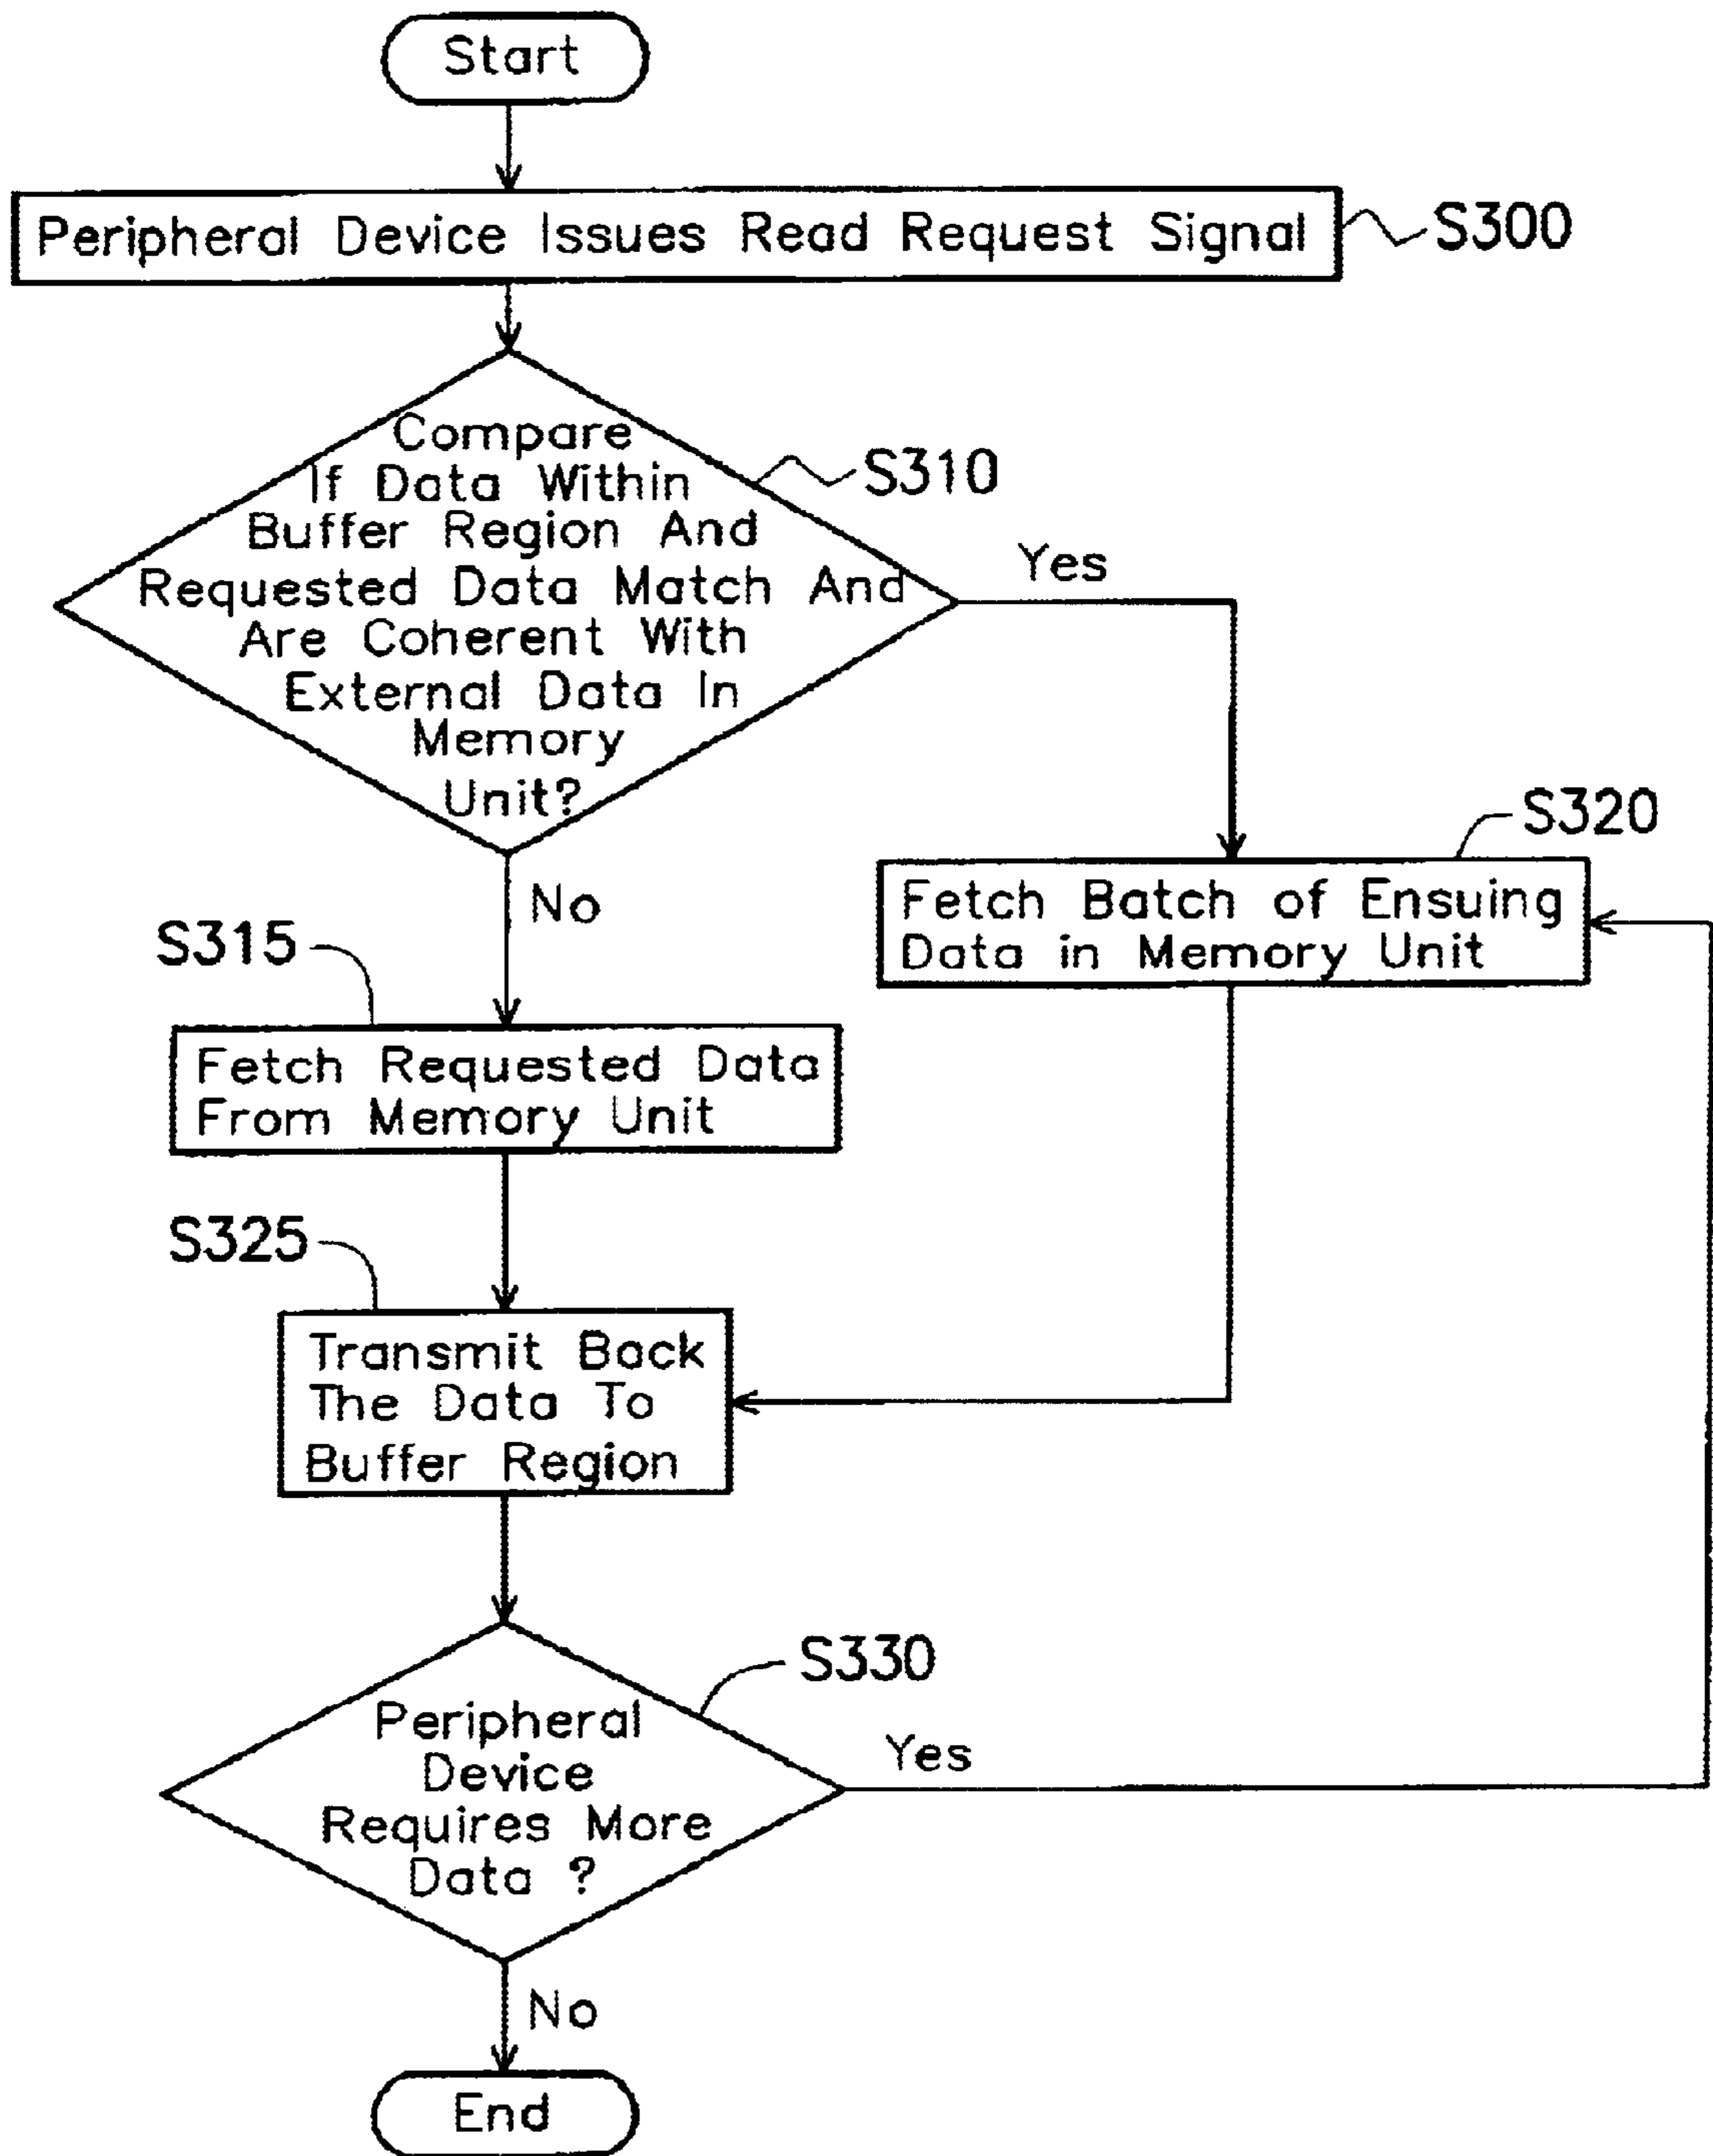 Start
Peripheral Device Issues Read Request Signal
S300
Compare
If Data Within
Buffer Region And
Requested Data Match And
Are Coherent With
External Data In
Memory
Unit?
S310
Yes
No
S320
Fetch Batch of Ensuing
Data in Memory Unit
S315
Fetch Requested Data
From Memory Unit
S325
Transmit Back
The Data To
Buffer Region
S330
Peripheral
Device
Requires More
Data ?
Yes
No
End